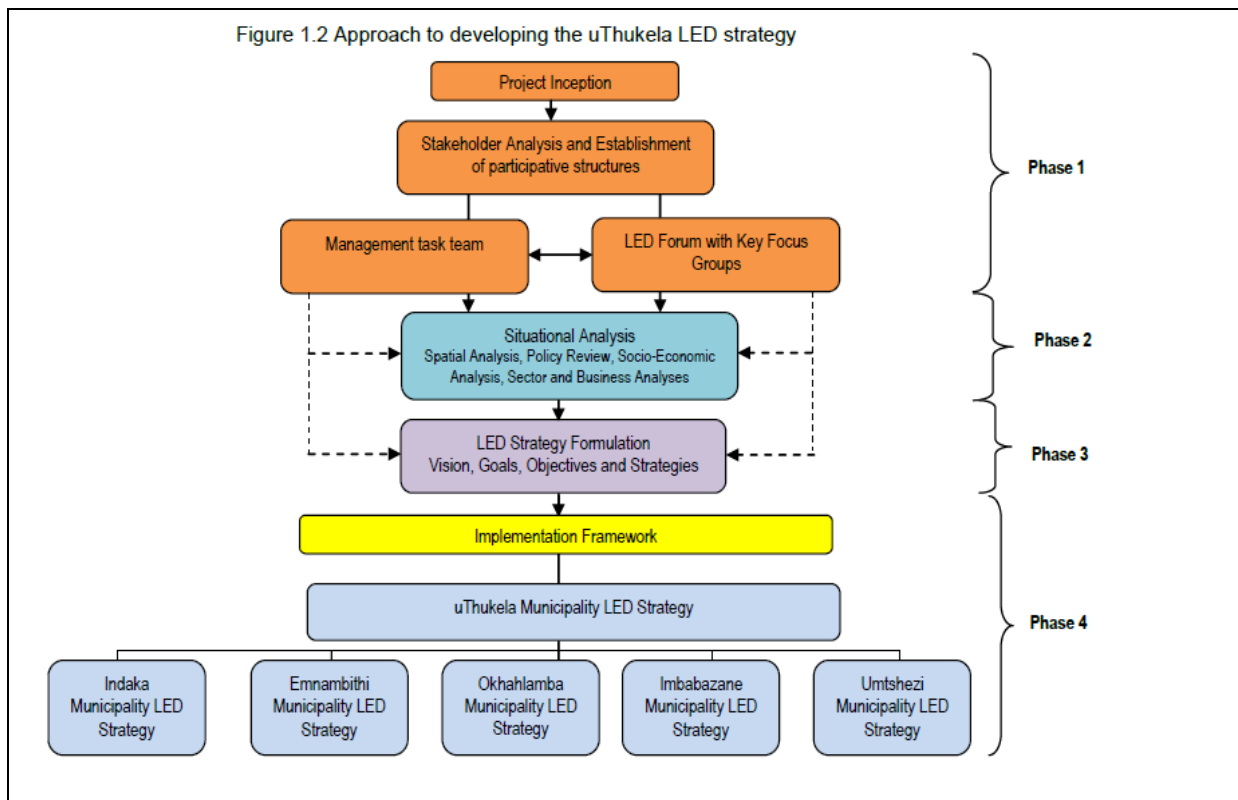 Figure 1.2 Approach to developing the uThukela LED strategy
Project Inception
Stakeholder Analysis and Establishment
of participative structures
Phase 1
Management task team
LED Forum with Key Focus
Groups
Situational Analysis
Spatial Analysis, Policy Review, Socio-Economic
Analysis, Sector and Business Analyses
Phase 2
LED Strategy Formulation
Vision, Goals, Objectives and Strategies
Phase 3
Implementation Framework
uThukela Municipality LED Strategy
Phase 4
Indaka
Municipality LED
Strategy
Emnambithi
Municipality LED
Strategy
Okhahlamba
Municipality LED
Strategy
Imbabazane
Municipality LED
Strategy
Umtshezi
Municipality LED
Strategy